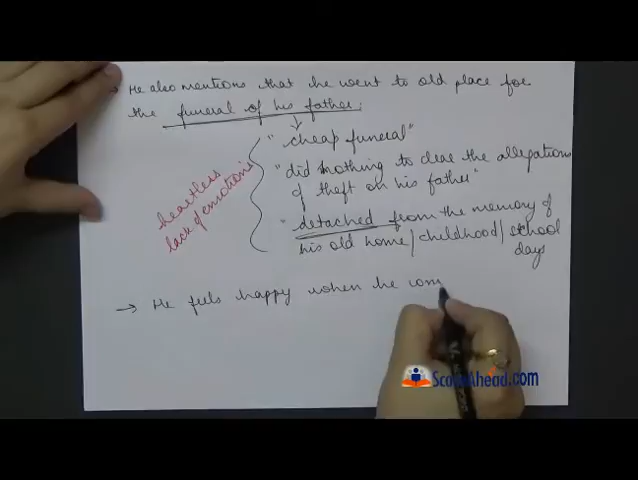 He also mentions that he went to old place for
the funeral of his father.
"cheap funeral"
"did nothing to clear the allegations
of theft on his father"
"detached from the memory of
his old home/childhood/school
days
heartless
lack of emotions
→ He feels happy when he com
ScoreAhead.com